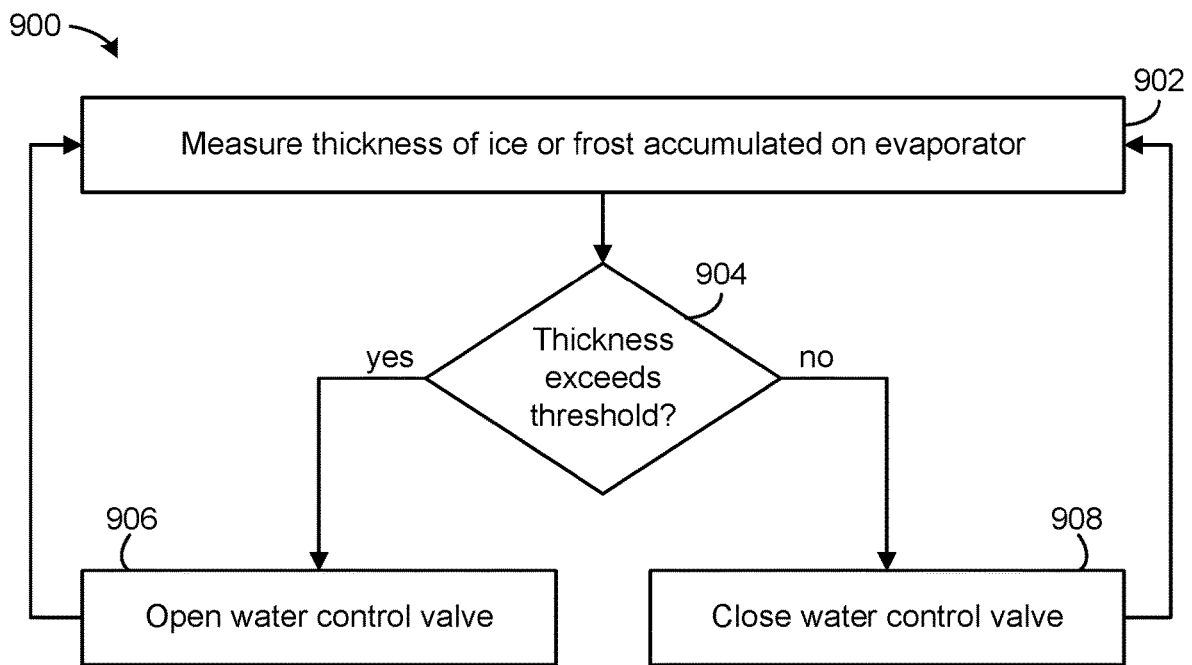 900
902
Measure thickness of ice or frost accumulated on evaporator
904
Thickness
exceeds
threshold?
yes
no
906
908
Open water control valve
Close water control valve